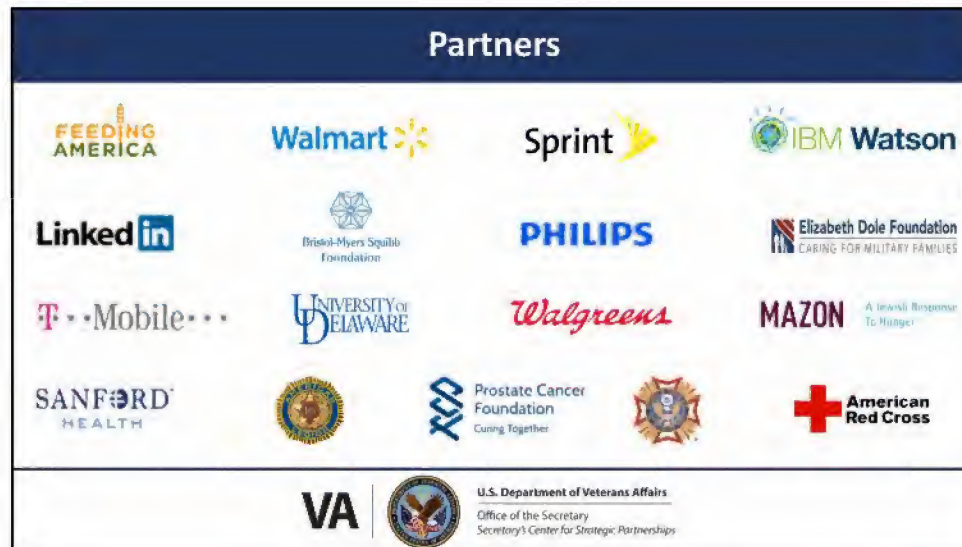 Partners
FEEDING
AMERICA
Walmart
Sprint
IBM Watson
Linked in
Bristol-Myers Squibb
Foundation
PHILIPS
Elizabeth Dole Foundation
CARING FOR MILITARY FAMILIES
T··Mobile···
UNIVERSITY OF
DELAWARE
Walgreens
MAZON
A Jewish Response
To Hunger
SANFORD
HEALTH
AMERICAN
LEGION
Prostate Cancer
Foundation
Curing Together
American
Red Cross
VA
U.S. Department of Veterans Affairs
Office of the Secretary
Secretary's Center for Strategic Partnerships